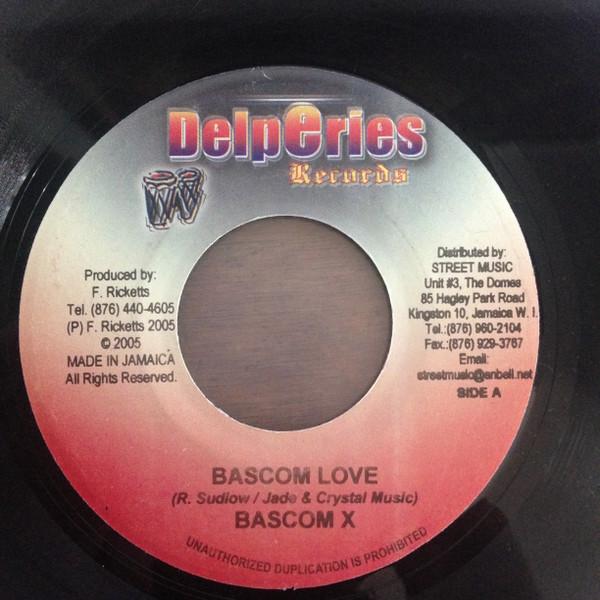 Delperies
Records
Produced by:
F. Ricketts
Tel. (876) 440-4605
(P) F. Ricketts 2005
© 2005
MADE IN JAMAICA
All Rights Reserved.
Distributed by:
STREET MUSIC
Unit #3, The Domes
85 Hagley Park Road
Kingston 10, Jamaica W. I.
Tel.:(876) 960-2104
Fax.:(876) 929-3767
Email:
streetmusic@anbell.net
SIDE A
BASCOM LOVE
(R. Sudlow / Jade & Crystal Music)
BASCOM X
UNAUTHORIZED DUPLICATION IS PROHIBITED